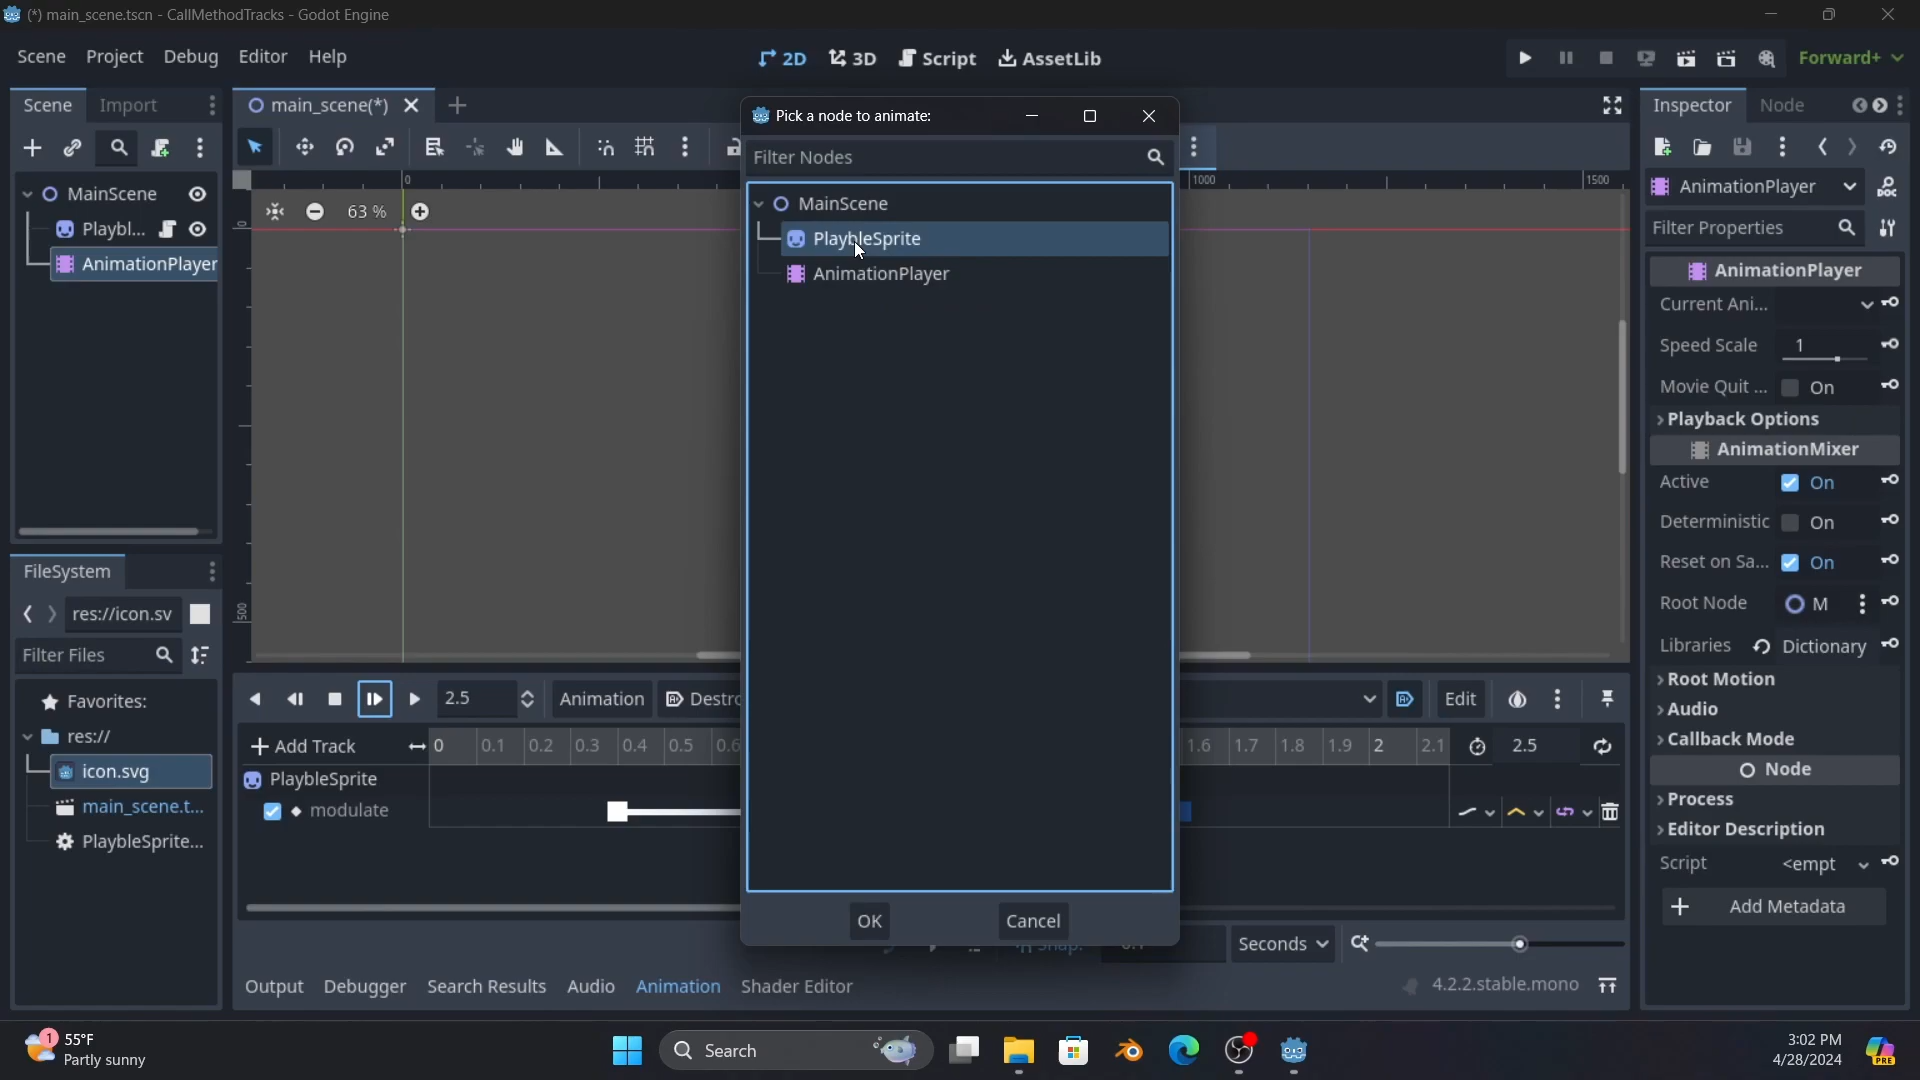 (*) main_scene.tscn - CallMethodTracks - Godot Engine
Scene Project Debug Editor Help
2D 3D Script AssetLib
Forward+
Scene Import
main_scene(*)
Pick a node to animate:
Inspector Node
Filter Nodes
MainScene
Playbl...
AnimationPlayer
0 1000 1500
0
500
63 %
MainScene
PlaybleSprite
AnimationPlayer
AnimationPlayer
Filter Properties
AnimationPlayer
Current Ani...
Speed Scale 1
Movie Quit ... On
Playback Options
AnimationMixer
Active On
Deterministic On
Reset on Sa... On
Root Node M
Libraries Dictionary
Root Motion
Audio
Callback Mode
Node
Process
Editor Description
Script <empt
Add Metadata
FileSystem
res://icon.sv
Filter Files
Favorites:
res://
icon.svg
main_scene.t...
PlaybleSprite...
2.5 Animation Destro Edit
Add Track 0 0.1 0.2 0.3 0.4 0.5 0.6 1.6 1.7 1.8 1.9 2 2.1 2.5
PlaybleSprite
modulate
OK Cancel
Seconds
Output Debugger Search Results Audio Animation Shader Editor
4.2.2.stable.mono
1
55°F
Partly sunny
Search
3:02 PM
4/28/2024
PRE